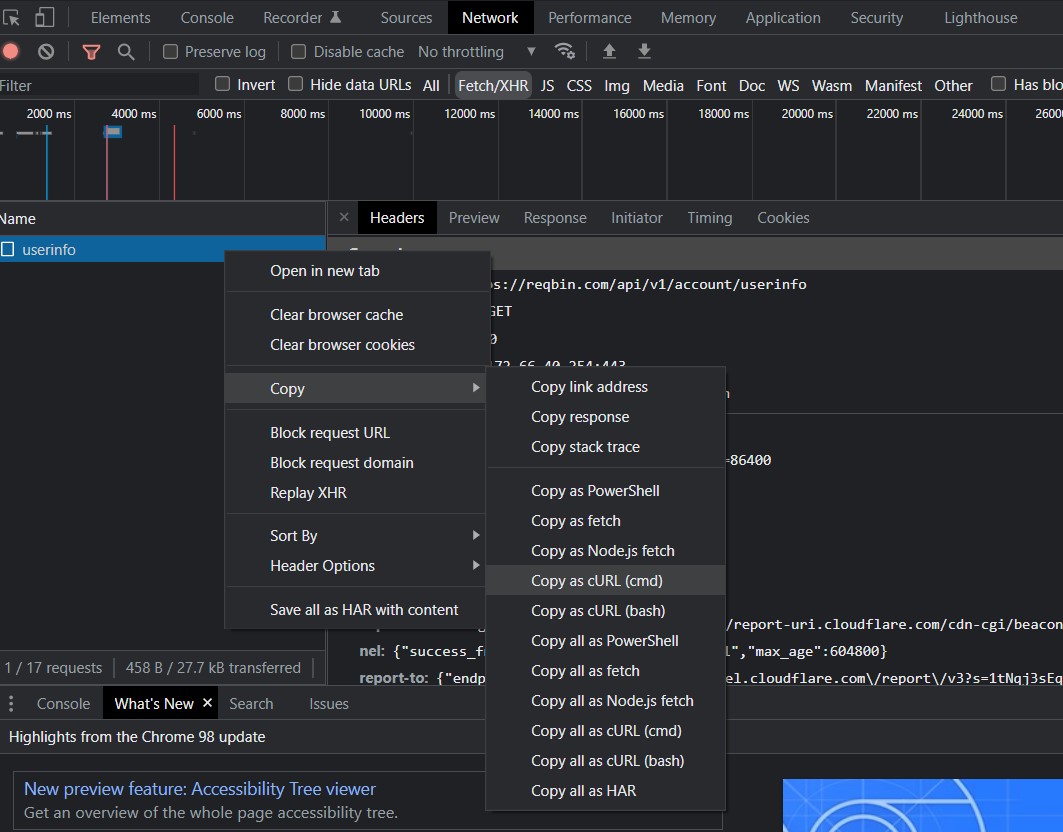 Elements Console Recorder Sources Network Performance Memory Application Security Lighthouse
Preserve log Disable cache No throttling
Filter Invert Hide data URLs All Fetch/XHR JS CSS Img Media Font Doc WS Wasm Manifest Other Has blo
2000 ms 4000 ms 6000 ms 8000 ms 10000 ms 12000 ms 14000 ms 16000 ms 18000 ms 20000 ms 22000 ms 24000 ms 26000
Name
× Headers Preview Response Initiator Timing Cookies
userinfo
Open in new tab
Clear browser cache
Clear browser cookies
Copy
Block request URL
Block request domain
Replay XHR
Sort By
Header Options
Save all as HAR with content
ps://reqbin.com/api/v1/account/userinfo
GET
0
172.66.40.254:443
n
=86400
Copy link address
Copy response
Copy stack trace
Copy as PowerShell
Copy as fetch
Copy as Node.js fetch
Copy as cURL (cmd)
Copy as cURL (bash)
Copy all as PowerShell
Copy all as fetch
Copy all as Node.js fetch
Copy all as cURL (cmd)
Copy all as cURL (bash)
Copy all as HAR
/report-uri.cloudflare.com/cdn-cgi/beacon
nel: {"success_fr l","max_age":604800}
report-to: {"endp el.cloudflare.com\/report\/v3?s=1tNqj3sEq
1 / 17 requests 458 B / 27.7 kB transferred
Console What's New × Search Issues
Highlights from the Chrome 98 update
New preview feature: Accessibility Tree viewer
Get an overview of the whole page accessibility tree.